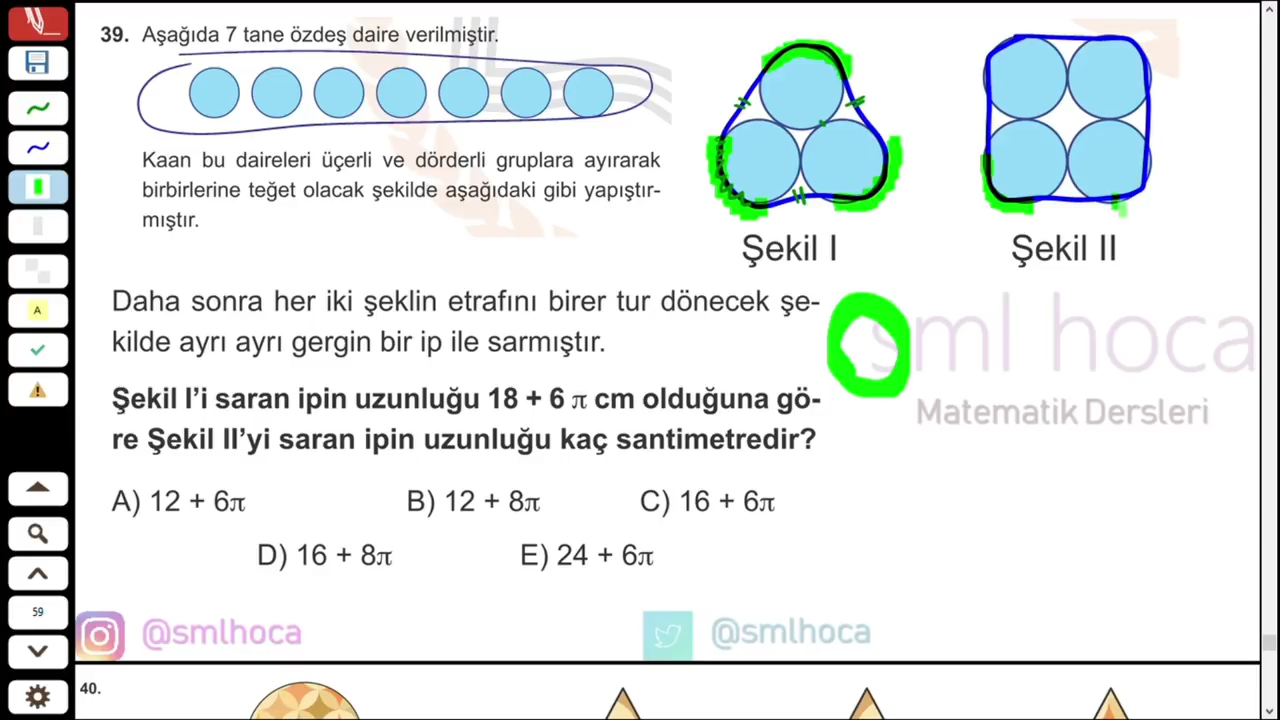 39. Aşağıda 7 tane özdeş daire verilmiştir.
Kaan bu daireleri üçerli ve dörderli gruplara ayırarak
birbirlerine teğet olacak şekilde aşağıdaki gibi yapıştır-
mıştır.
Şekil I
Şekil II
Daha sonra her iki şeklin etrafını birer tur dönecek şe-
kilde ayrı ayrı gergin bir ip ile sarmıştır.
Şekil I'i saran ipin uzunluğu 18 + 6 π cm olduğuna gö-
re Şekil II'yi saran ipin uzunluğu kaç santimetredir?
A) 12 + 6π B) 12 + 8π C) 16 + 6π
D) 16 + 8π E) 24 + 6π
sml hoca
Matematik Dersleri
@smlhoca
@smlhoca
40.
A
59